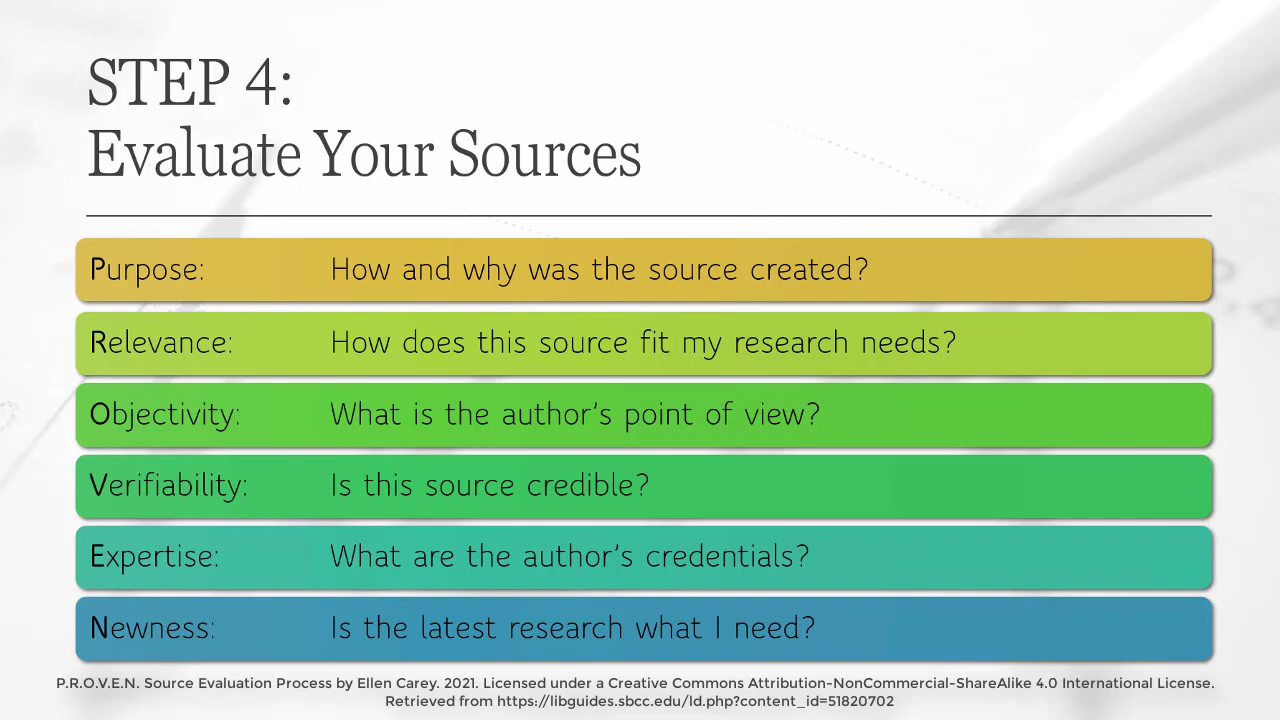 STEP 4:
Evaluate Your Sources
Purpose: How and why was the source created?
Relevance: How does this source fit my research needs?
Objectivity: What is the author's point of view?
Verifiability: Is this source credible?
Expertise: What are the author's credentials?
Newness: Is the latest research what I need?
P.R.O.V.E.N. Source Evaluation Process by Ellen Carey. 2021. Licensed under a Creative Commons Attribution-NonCommercial-ShareAlike 4.0 International License.
Retrieved from https://libguides.sbcc.edu/ld.php?content_id=51820702